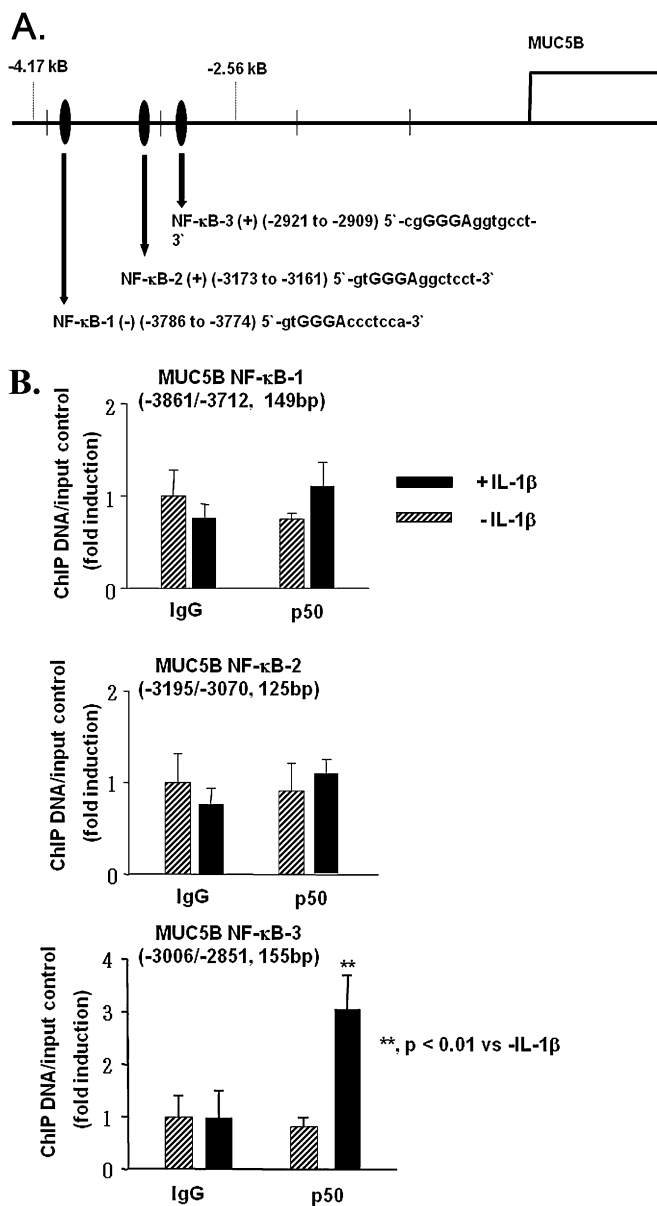 A.
MUC5B
-4.17 kB
-2.56 kB
NF-κB-3 (+) (-2921 to -2909) 5`-cgGGGAggtgcct-
3`
NF-κB-2 (+) (-3173 to -3161) 5`-gtGGGAggctcct-3`
NF-κB-1 (-) (-3786 to -3774) 5`-gtGGGAccctcca-3`
B.
MUC5B NF-κB-1
(-3861/-3712, 149bp)
ChIP DNA/input control
(fold induction)
2
1
0
IgG
p50
+IL-1β
-IL-1β
MUC5B NF-κB-2
(-3195/-3070, 125bp)
ChIP DNA/input control
(fold induction)
2
1
0
IgG
p50
MUC5B NF-κB-3
(-3006/-2851, 155bp)
ChIP DNA/input control
(fold induction)
4
3
2
1
0
**
**, p < 0.01 vs -IL-1β
IgG
p50